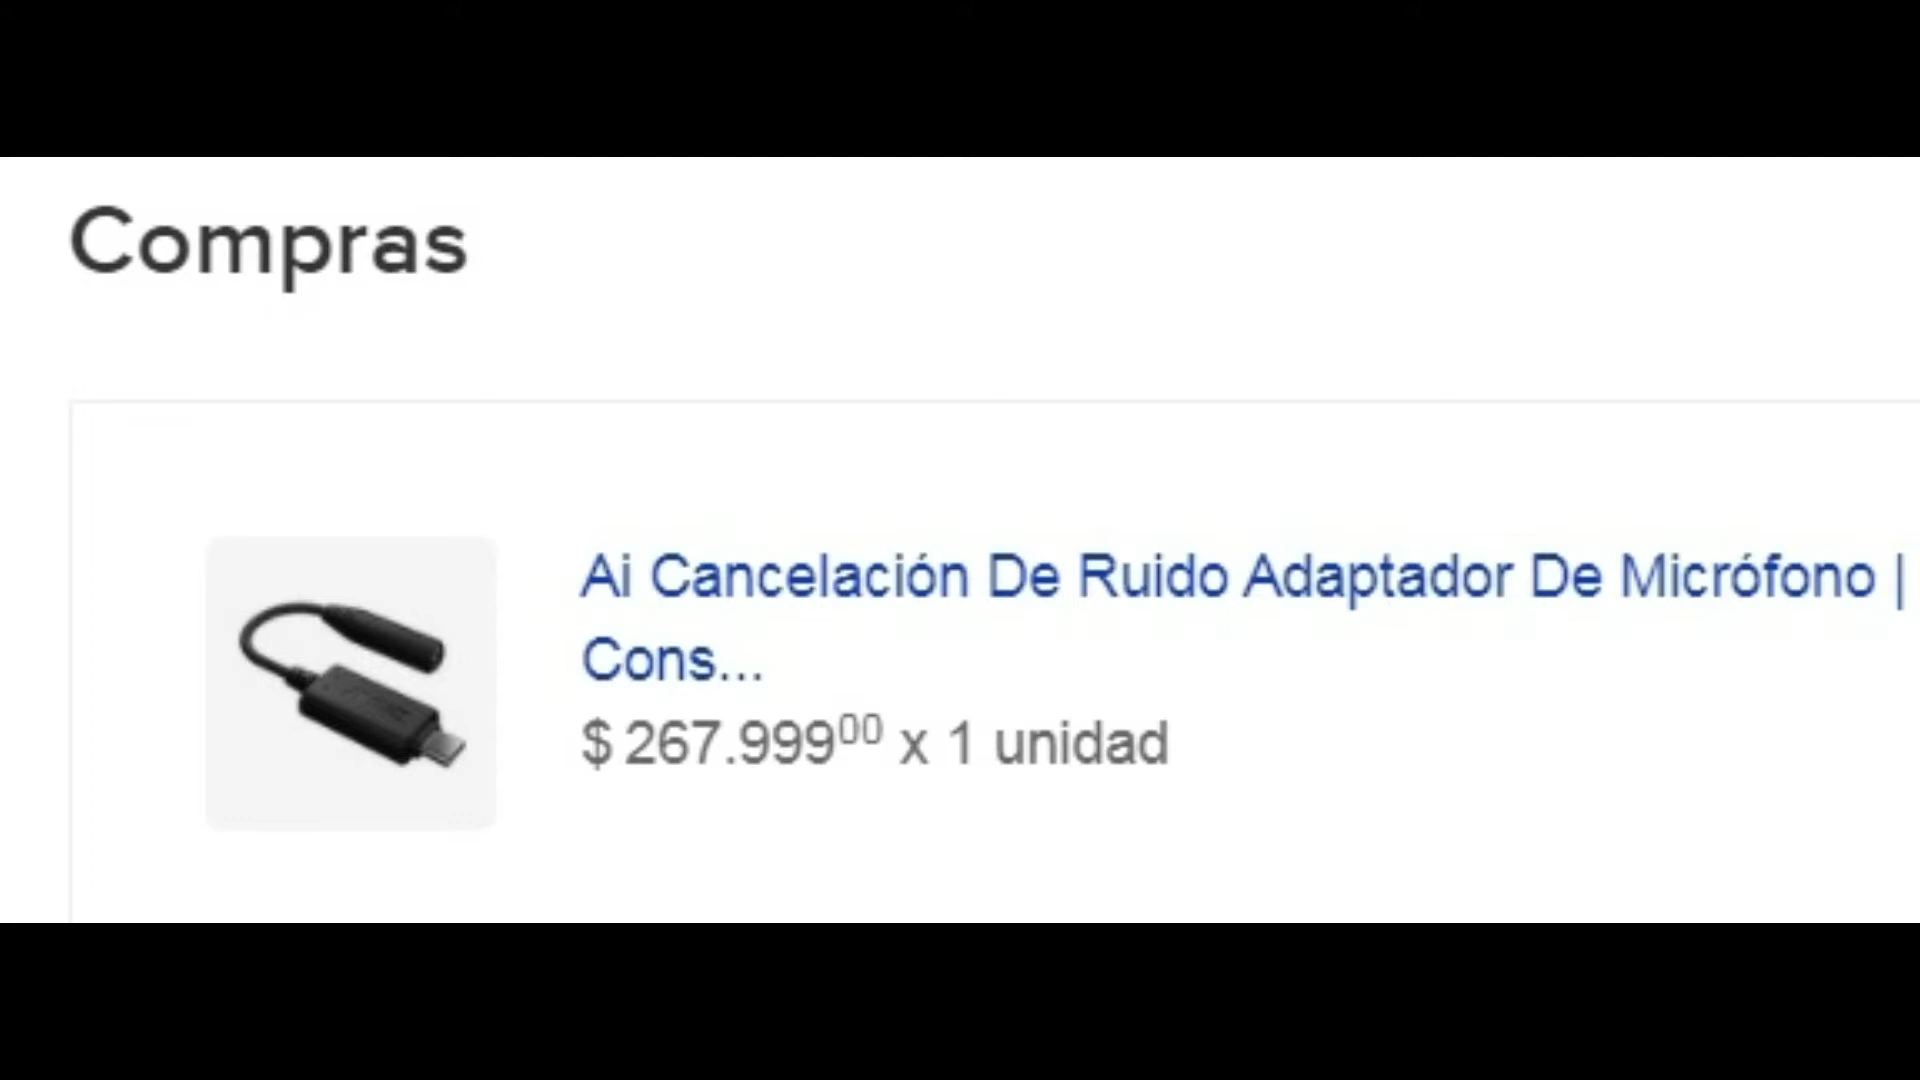 Compras
Ai Cancelación De Ruido Adaptador De Micrófono |
Cons...
$ 267.999⁰⁰ x 1 unidad